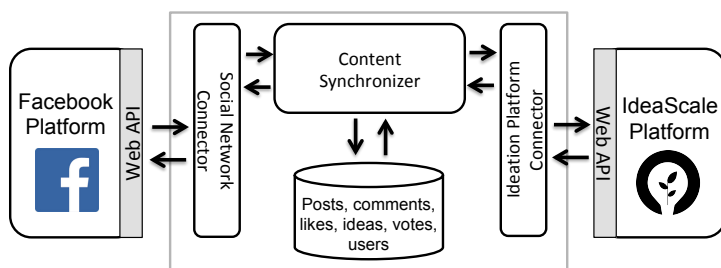 Facebook
Platform
Web API
Social Network
Connector
Content
Synchronizer
Posts, comments,
likes, ideas, votes,
users
Ideation Platform
Connector
Web API
IdeaScale
Platform